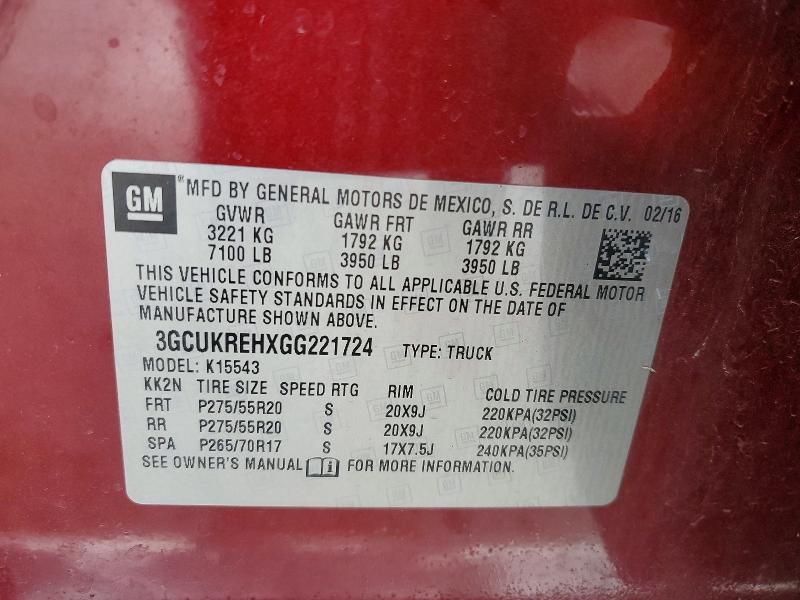 GM ®MFD BY GENERAL MOTORS DE MEXICO, S. DE R.L. DE C.V. 02/16
GVWR GAWR FRT GAWR RR
3221 KG 1792 KG 1792 KG
7100 LB 3950 LB 3950 LB
THIS VEHICLE CONFORMS TO ALL APPLICABLE U.S. FEDERAL MOTOR
VEHICLE SAFETY STANDARDS IN EFFECT ON THE DATE OF
MANUFACTURE SHOWN ABOVE.
3GCUKREHXGG221724 TYPE: TRUCK
MODEL: K15543
KK2N TIRE SIZE SPEED RTG RIM COLD TIRE PRESSURE
FRT P275/55R20 S 20X9J 220KPA(32PSI)
RR P275/55R20 S 20X9J 220KPA(32PSI)
SPA P265/70R17 S 17X7.5J 240KPA(35PSI)
SEE OWNER'S MANUAL FOR MORE INFORMATION.